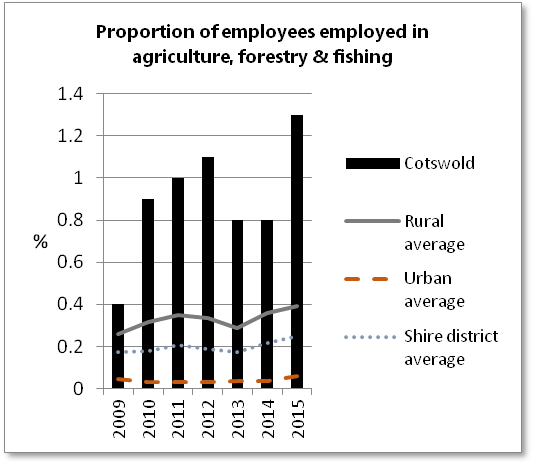 Proportion of employees employed in
agriculture, forestry & fishing
1.4
1.2
1
0.8
0.6
0.4
0.2
0
%
2009
2010
2011
2012
2013
2014
2015
Cotswold
Rural
average
Urban
average
Shire district
average